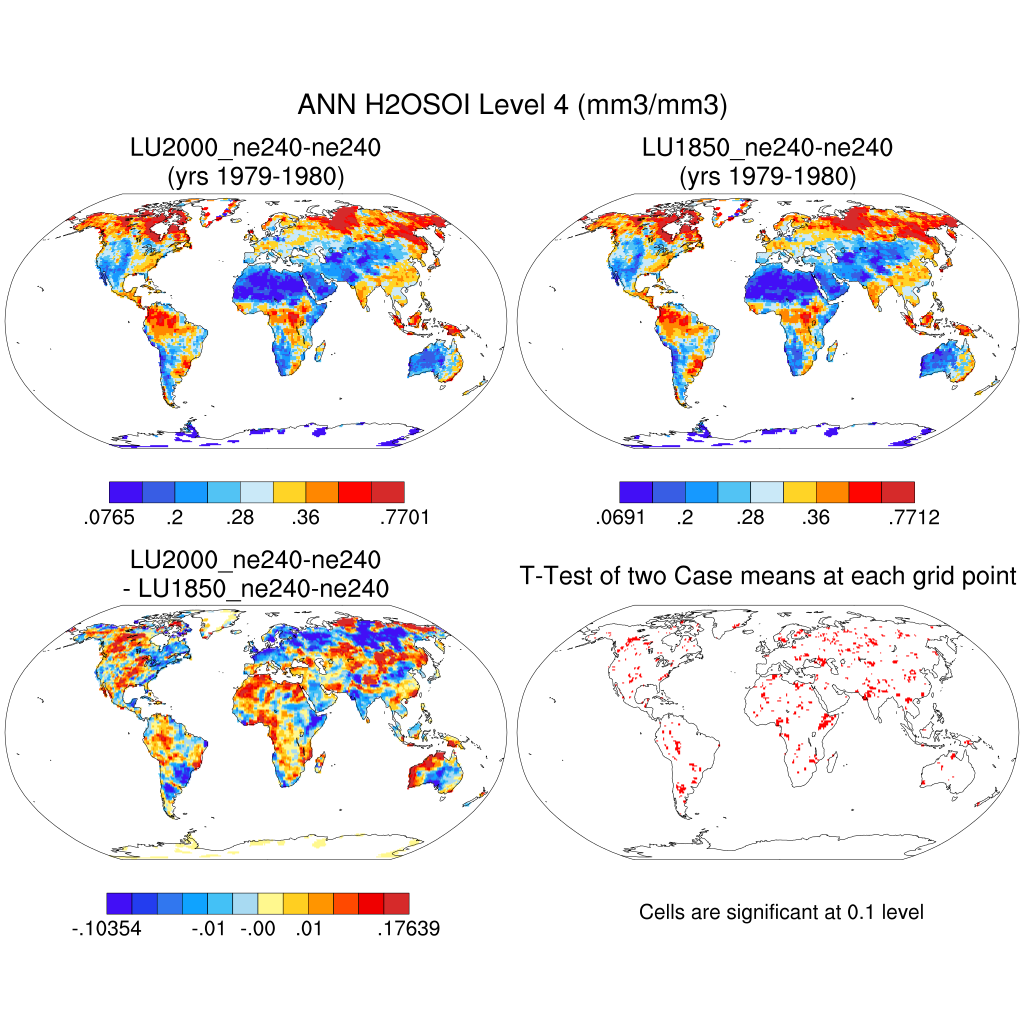 ANN H2OSOI Level 4 (mm3/mm3)
LU2000_ne240-ne240
(yrs 1979-1980)
LU1850_ne240-ne240
(yrs 1979-1980)
.0765 .2 .28 .36 .7701
.0691 .2 .28 .36 .7712
LU2000_ne240-ne240
- LU1850_ne240-ne240
T-Test of two Case means at each grid point
-.10354 -.01 -.00 .01 .17639
Cells are significant at 0.1 level